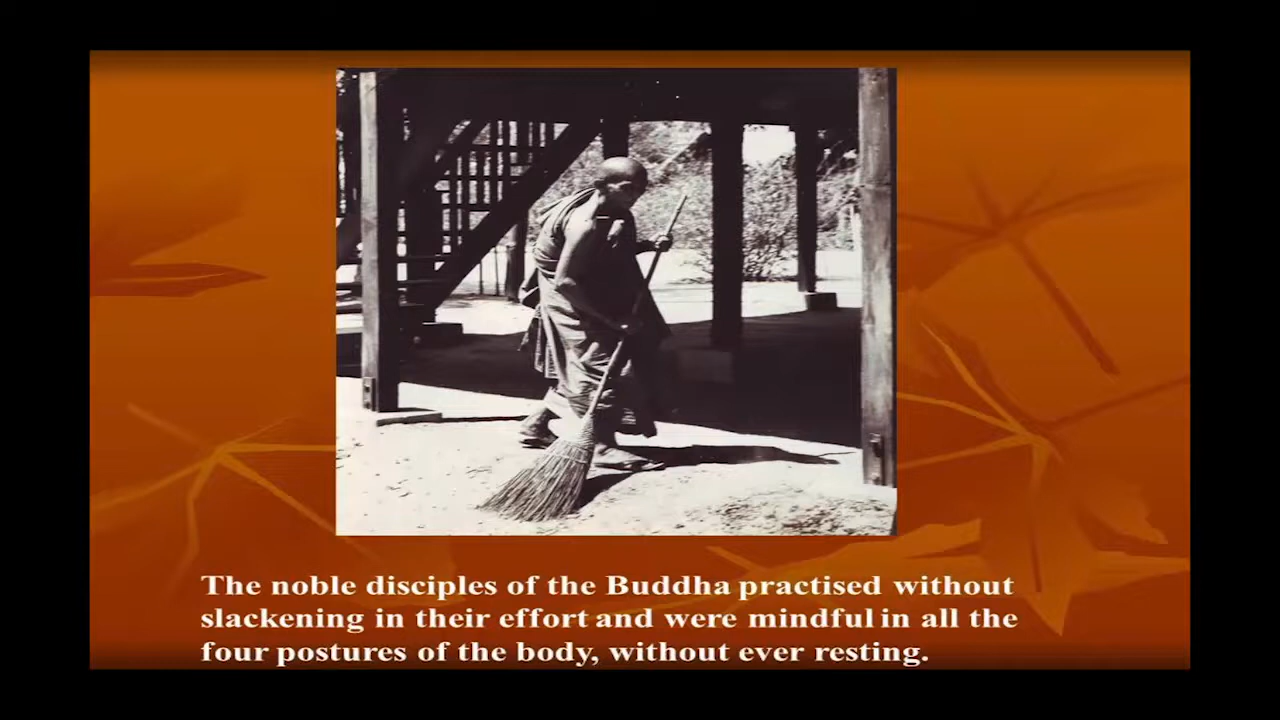 The noble disciples of the Buddha practised without
slackening in their effort and were mindful in all the
four postures of the body, without ever resting.